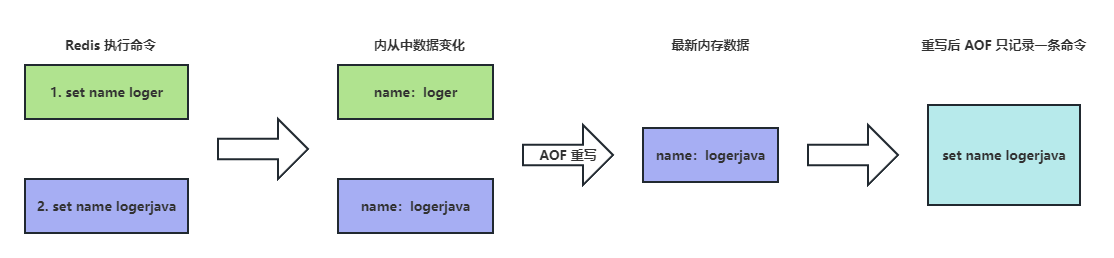 Redis 执行命令
1. set name loger
2. set name logerjava
内从中数据变化
name：loger
name：logerjava
AOF 重写
最新内存数据
name：logerjava
重写后 AOF 只记录一条命令
set name logerjava